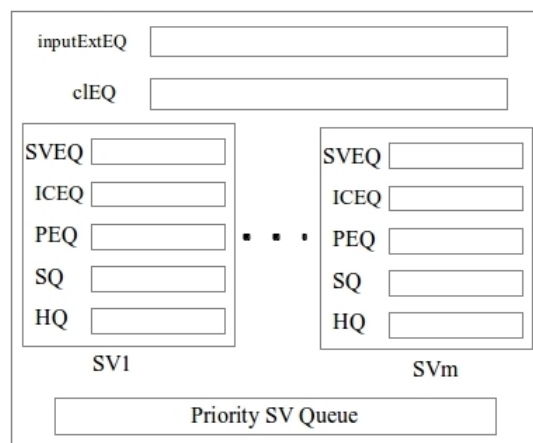 inputExtEQ
clEQ
SVEQ
ICEQ
PEQ
SQ
HQ
SV1
SVEQ
ICEQ
PEQ
SQ
HQ
SVm
Priority SV Queue